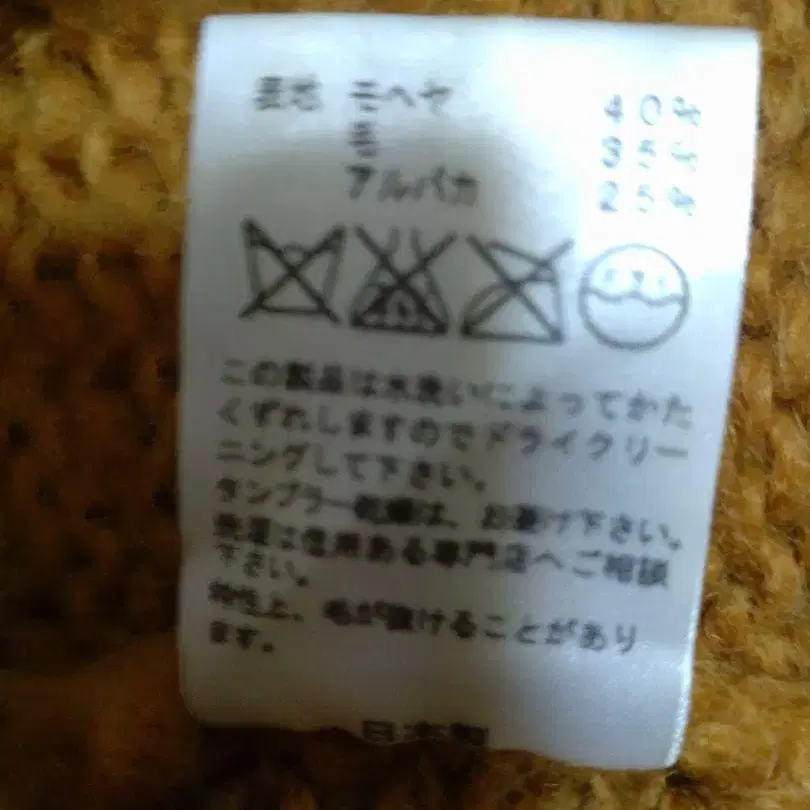 表地 モヘヤ 40%
毛 35%
アルパカ 25%
この製品は水洗いによってかた
くずれしますのでドライクリー
ニングして下さい。
タンブラー乾燥は、お避け下さい。
洗濯は信用ある専門店へご相談
下さい。
特性上、毛が抜けることがあり
ます。
日本製